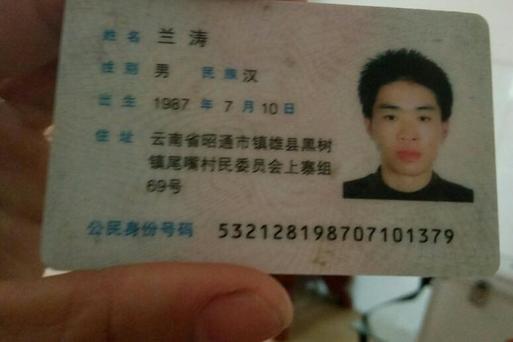 姓名 兰涛
性别 男 民族 汉
出生 1987 年 7 月 10 日
住址 云南省昭通市镇雄县黑树
镇尾嘴村民委员会上寨组
69号
公民身份号码 532128198707101379